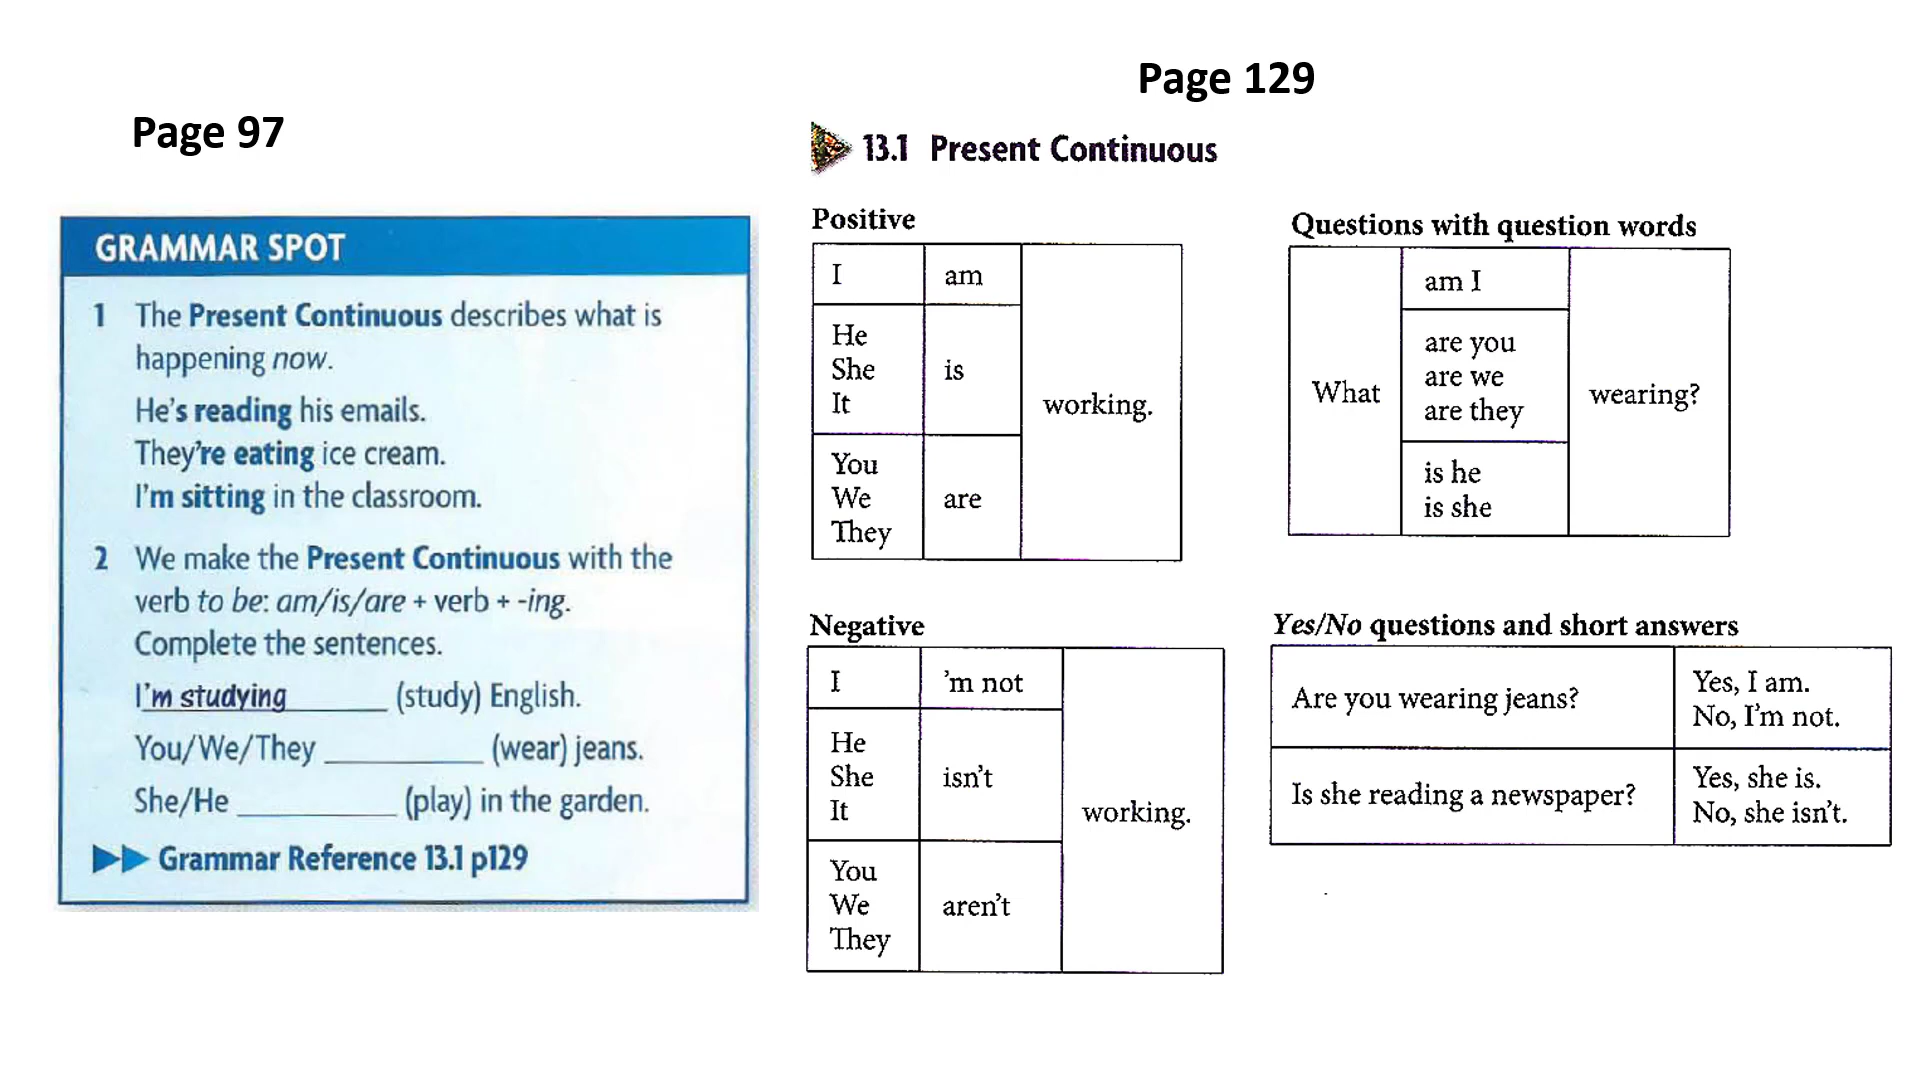 Page 97
GRAMMAR SPOT
1 The Present Continuous describes what is
happening now.
He's reading his emails.
They're eating ice cream.
I'm sitting in the classroom.
2 We make the Present Continuous with the
verb to be: am/is/are + verb + -ing.
Complete the sentences.
I'm studying________ (study) English.
You/We/They ____________ (wear) jeans.
She/He ____________ (play) in the garden.
Grammar Reference 13.1 p129
Page 129
13.1 Present Continuous
Positive
I am
He
She is
It
working.
You
We are
They
Questions with question words
am I
are you
are we
What wearing?
are they
is he
is she
Negative
I 'm not
He
She isn't
It
working.
You
We aren't
They
Yes/No questions and short answers
Are you wearing jeans?
Yes, I am.
No, I'm not.
Is she reading a newspaper?
Yes, she is.
No, she isn't.